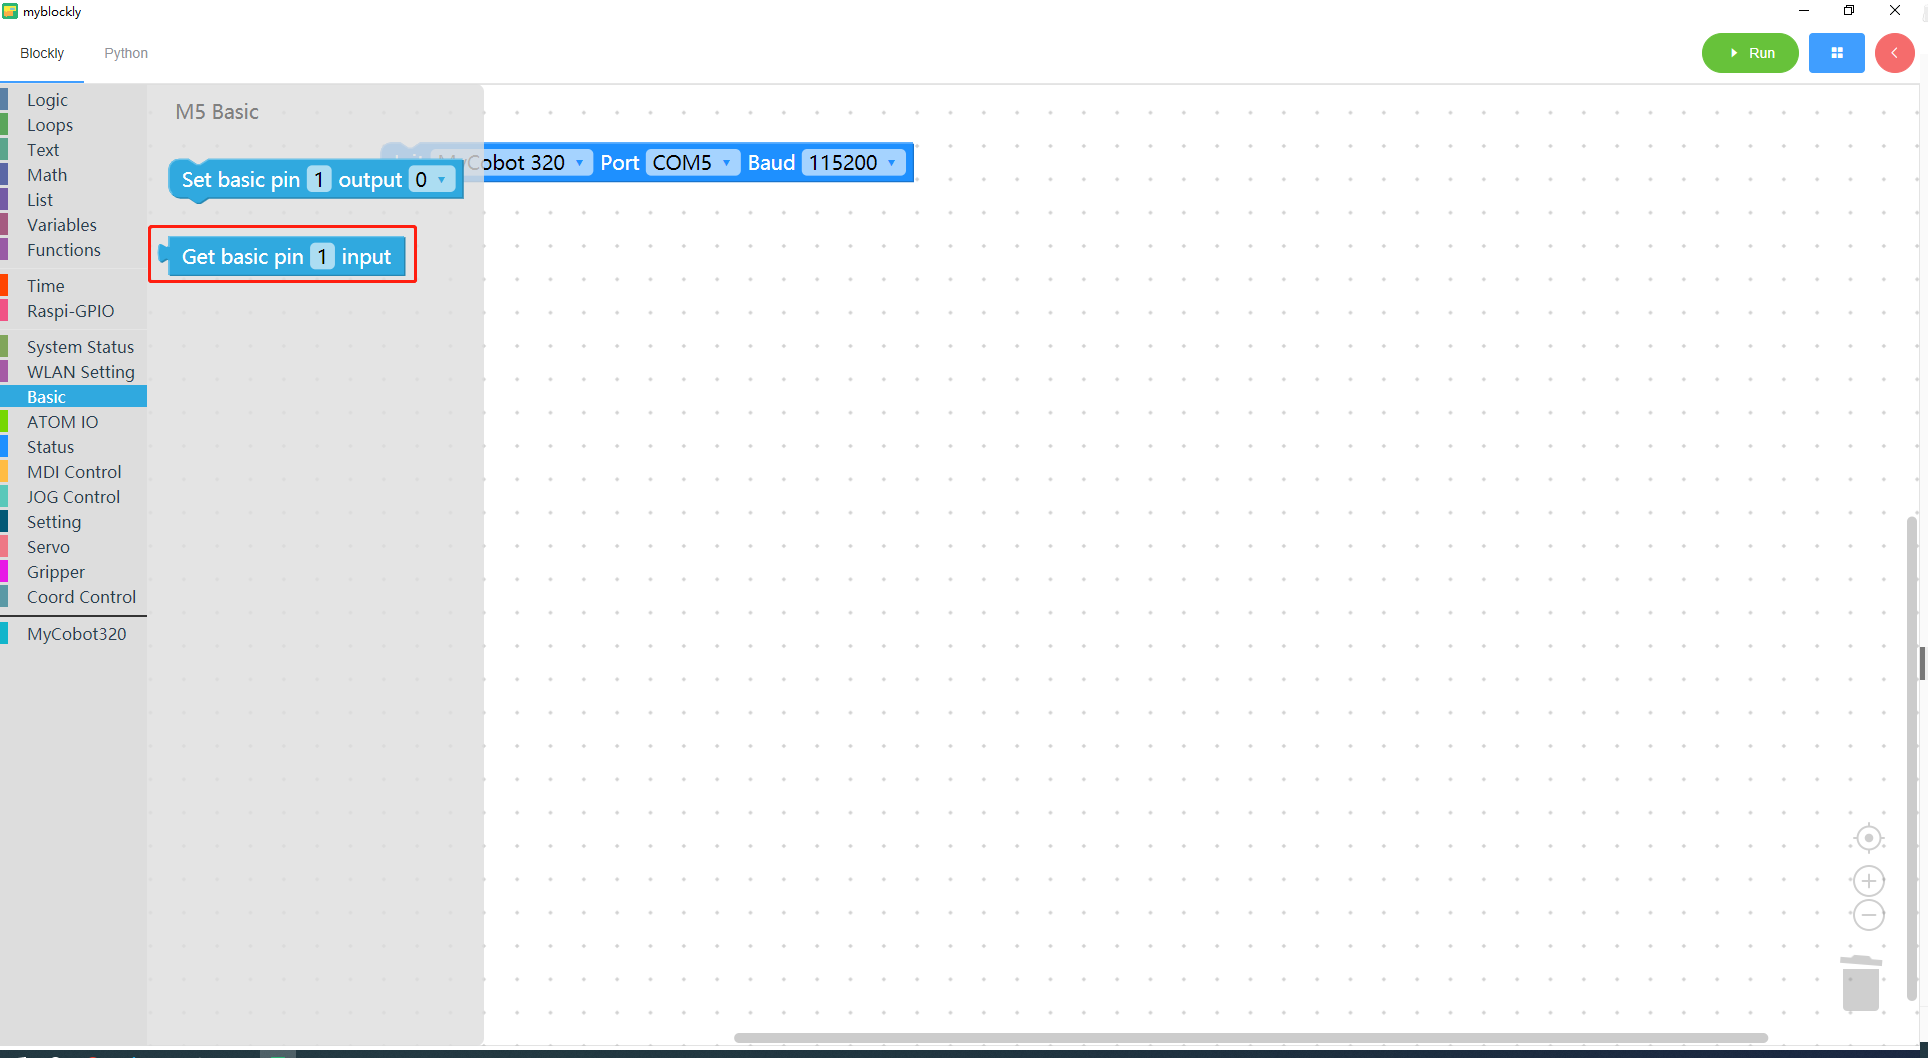 myblockly
Blockly
Python
Run
Logic
Loops
Text
Math
List
Variables
Functions
Time
Raspi-GPIO
System Status
WLAN Setting
Basic
ATOM IO
Status
MDI Control
JOG Control
Setting
Servo
Gripper
Coord Control
MyCobot320
M5 Basic
Cobot 320 Port COM5 Baud 115200
Set basic pin 1 output 0
Get basic pin 1 input